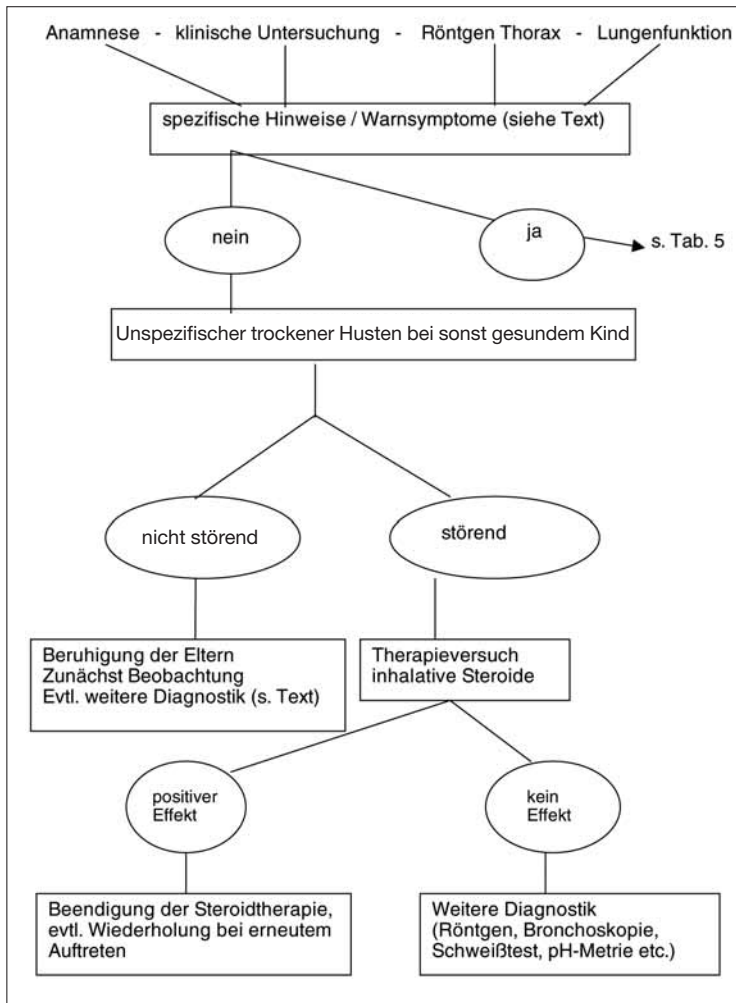 Anamnese - klinische Untersuchung - Röntgen Thorax - Lungenfunktion
spezifische Hinweise / Warnsymptome (siehe Text)
nein
ja
s. Tab. 5
Unspezifischer trockener Husten bei sonst gesundem Kind
nicht störend
störend
Beruhigung der Eltern
Zunächst Beobachtung
Evtl. weitere Diagnostik (s. Text)
Therapieversuch
inhalative Steroide
positiver
Effekt
kein
Effekt
Beendigung der Steroidtherapie,
evtl. Wiederholung bei erneutem
Auftreten
Weitere Diagnostik
(Röntgen, Bronchoskopie,
Schweißtest, pH-Metrie etc.)